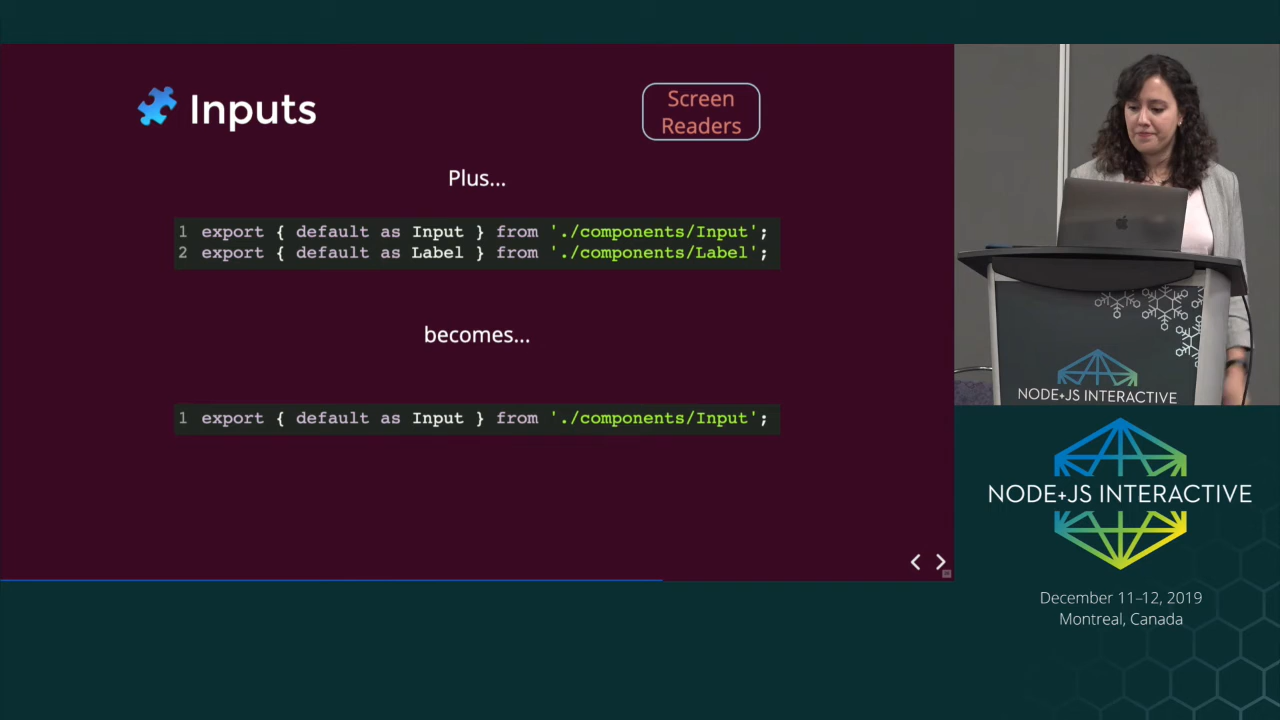 Inputs
Screen
Readers
Plus...
1 export { default as Input } from './components/Input';
2 export { default as Label } from './components/Label';
becomes...
1 export { default as Input } from './components/Input';
NODE+JS INTERACTIVE
NODE+JS INTERACTIVE
December 11–12, 2019
Montreal, Canada